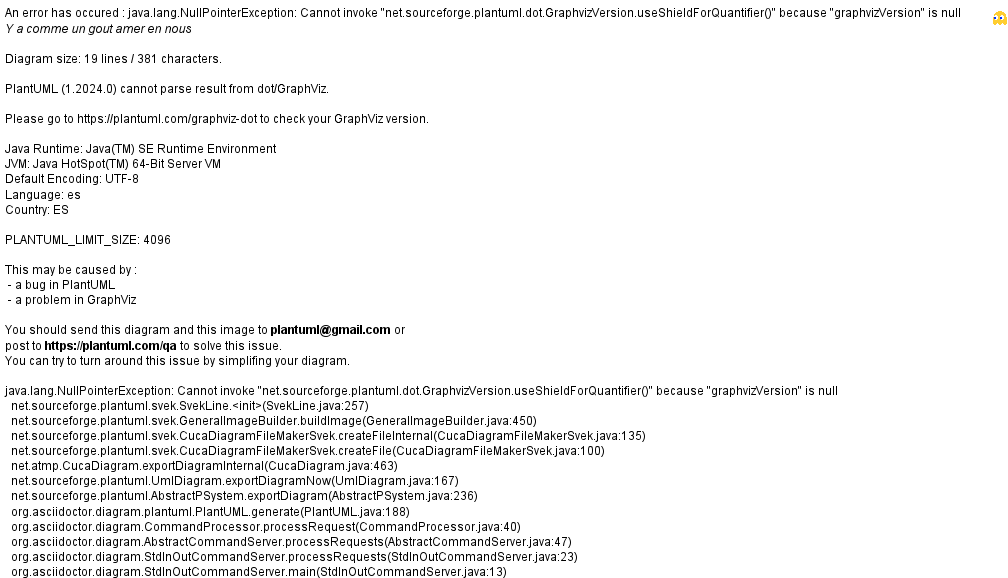 An error has occured : java.lang.NullPointerException: Cannot invoke "net.sourceforge.plantuml.dot.GraphvizVersion.useShieldForQuantifier()" because "graphvizVersion" is null
Y a comme un gout amer en nous
Diagram size: 19 lines / 381 characters.
PlantUML (1.2024.0) cannot parse result from dot/GraphViz.
Please go to https://plantuml.com/graphviz-dot to check your GraphViz version.
Java Runtime: Java(TM) SE Runtime Environment
JVM: Java HotSpot(TM) 64-Bit Server VM
Default Encoding: UTF-8
Language: es
Country: ES
PLANTUML_LIMIT_SIZE: 4096
This may be caused by :
- a bug in PlantUML
- a problem in GraphViz
You should send this diagram and this image to plantuml@gmail.com or
post to https://plantuml.com/qa to solve this issue.
You can try to turn around this issue by simplifing your diagram.
java.lang.NullPointerException: Cannot invoke "net.sourceforge.plantuml.dot.GraphvizVersion.useShieldForQuantifier()" because "graphvizVersion" is null
net.sourceforge.plantuml.svek.SvekLine.<init>(SvekLine.java:257)
net.sourceforge.plantuml.svek.GeneralImageBuilder.buildImage(GeneralImageBuilder.java:450)
net.sourceforge.plantuml.svek.CucaDiagramFileMakerSvek.createFileInternal(CucaDiagramFileMakerSvek.java:135)
net.sourceforge.plantuml.svek.CucaDiagramFileMakerSvek.createFile(CucaDiagramFileMakerSvek.java:100)
net.atmp.CucaDiagram.exportDiagramInternal(CucaDiagram.java:463)
net.sourceforge.plantuml.UmlDiagram.exportDiagramNow(UmlDiagram.java:167)
net.sourceforge.plantuml.AbstractPSystem.exportDiagram(AbstractPSystem.java:236)
org.asciidoctor.diagram.plantuml.PlantUML.generate(PlantUML.java:188)
org.asciidoctor.diagram.CommandProcessor.processRequest(CommandProcessor.java:40)
org.asciidoctor.diagram.AbstractCommandServer.processRequests(AbstractCommandServer.java:47)
org.asciidoctor.diagram.StdInOutCommandServer.processRequests(StdInOutCommandServer.java:23)
org.asciidoctor.diagram.StdInOutCommandServer.main(StdInOutCommandServer.java:13)